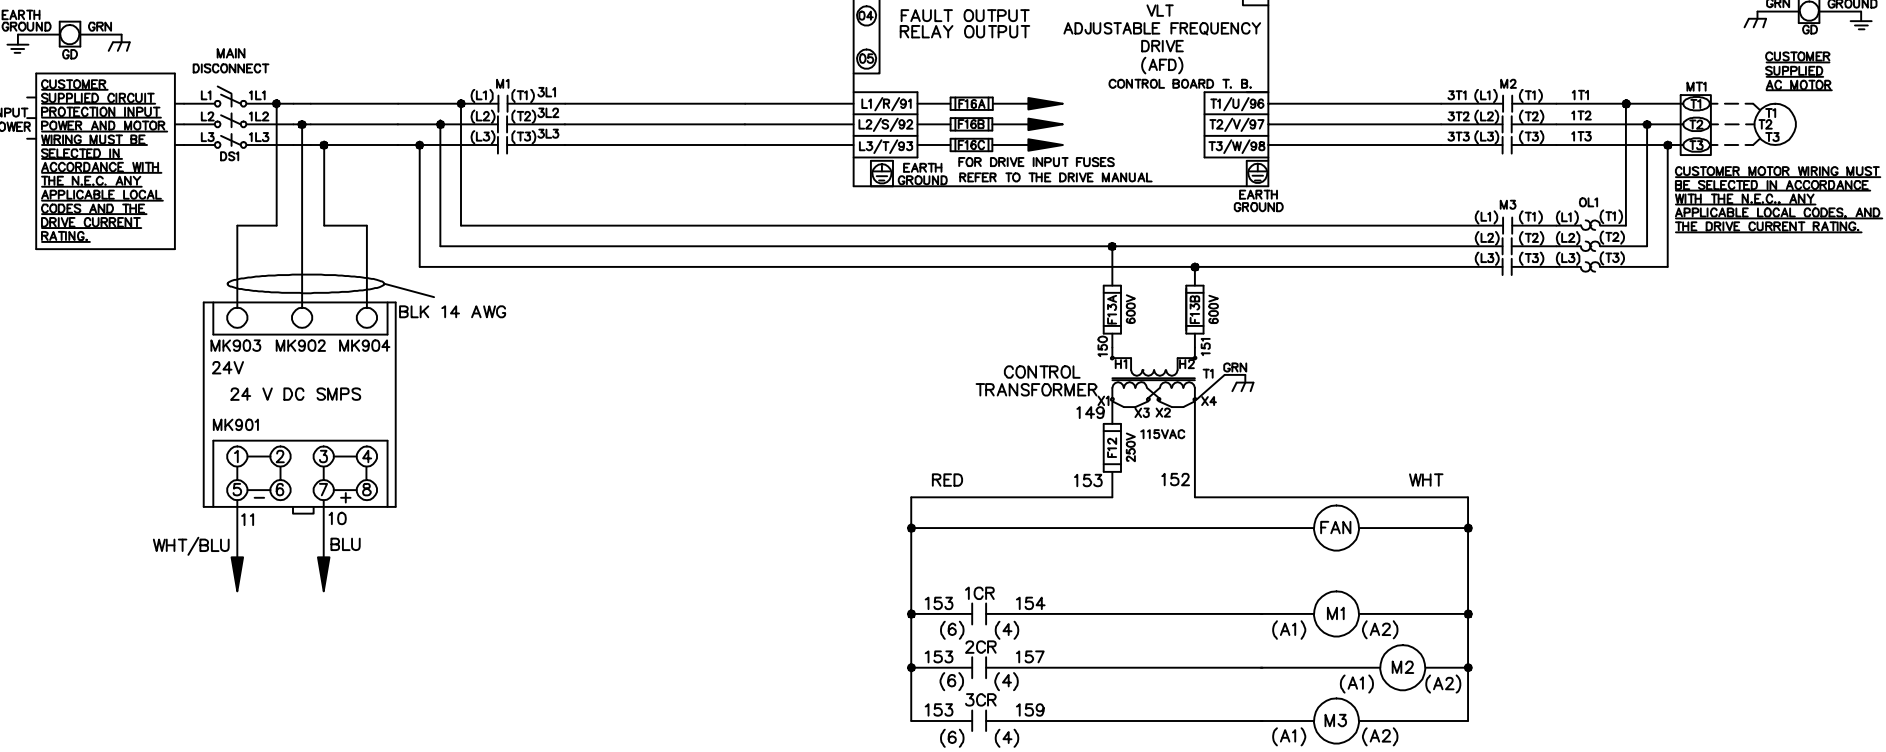 EARTH
GROUND
GRN
GD
MAIN
DISCONNECT
CUSTOMER
SUPPLIED CIRCUIT
PROTECTION INPUT
POWER AND MOTOR
WIRING MUST BE
SELECTED IN
ACCORDANCE WITH
THE N.E.C. ANY
APPLICABLE LOCAL
CODES AND THE
DRIVE CURRENT
RATING.
L1 1L1
L2 1L2
L3 1L3
DS1
M1
(L1) (T1) 3L1
(L2) (T2) 3L2
(L3) (T3) 3L3
04
05
FAULT OUTPUT
RELAY OUTPUT
VLT
ADJUSTABLE FREQUENCY
DRIVE
(AFD)
CONTROL BOARD T. B.
L1/R/91 F16A T1/U/96
L2/S/92 F16B T2/V/97
L3/T/93 F16C T3/W/98
EARTH
GROUND
FOR DRIVE INPUT FUSES
REFER TO THE DRIVE MANUAL
EARTH
GROUND
M2
3T1 (L1) (T1) 1T1
3T2 (L2) (T2) 1T2
3T3 (L3) (T3) 1T3
GRN
GROUND
GD
CUSTOMER
SUPPLIED
AC MOTOR
MT1
T1
T2
T3
T1
T2
T3
CUSTOMER MOTOR WIRING MUST
BE SELECTED IN ACCORDANCE
WITH THE N.E.C., ANY
APPLICABLE LOCAL CODES, AND
THE DRIVE CURRENT RATING.
M3 OL1
(L1) (T1) (L1) (T1)
(L2) (T2) (L2) (T2)
(L3) (T3) (L3) (T3)
BLK 14 AWG
MK903 MK902 MK904
24V
24 V DC SMPS
MK901
1 2 3 4
5 - 6 7 + 8
11 10
WHT/BLU BLU
F13A 600V
F13B 600V
150 151
H1 H2
CONTROL
TRANSFORMER
T1 GRN
X1 X3 X2 X4
149
115VAC
F12 250V
RED 153 152 WHT
FAN
1CR
153 154 M1
(6) (4) (A1) (A2)
2CR
153 157 M2
(6) (4) (A1) (A2)
3CR
153 159 M3
(6) (4) (A1) (A2)